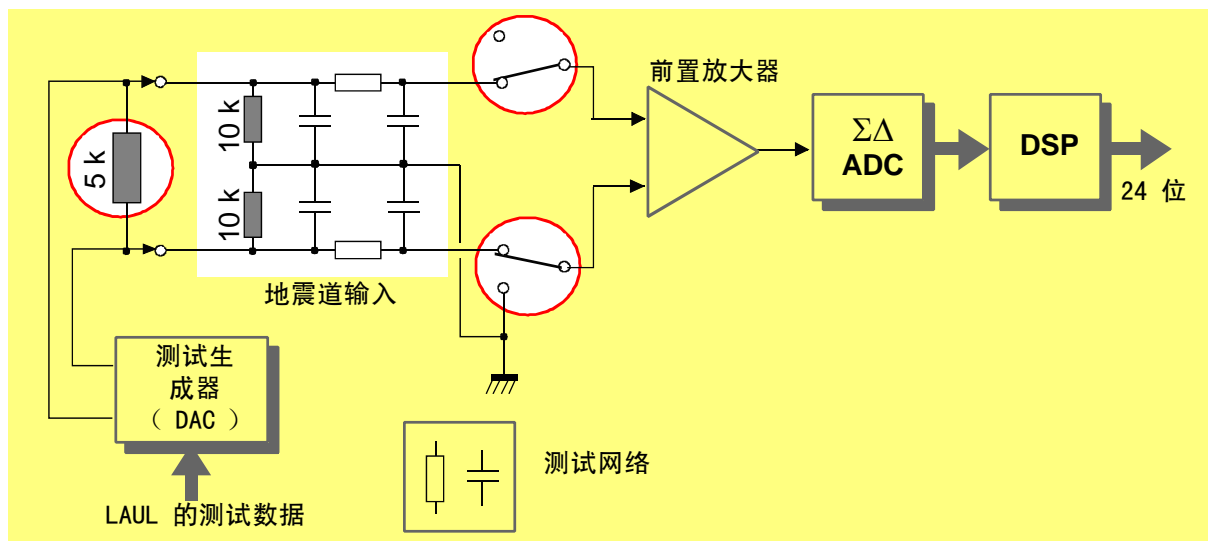 前置放大器
10 k
5 k
10 k
ΣΔ
ADC
DSP
24 位
地震道输入
测试生
成器
( DAC )
测试网络
LAUL 的测试数据